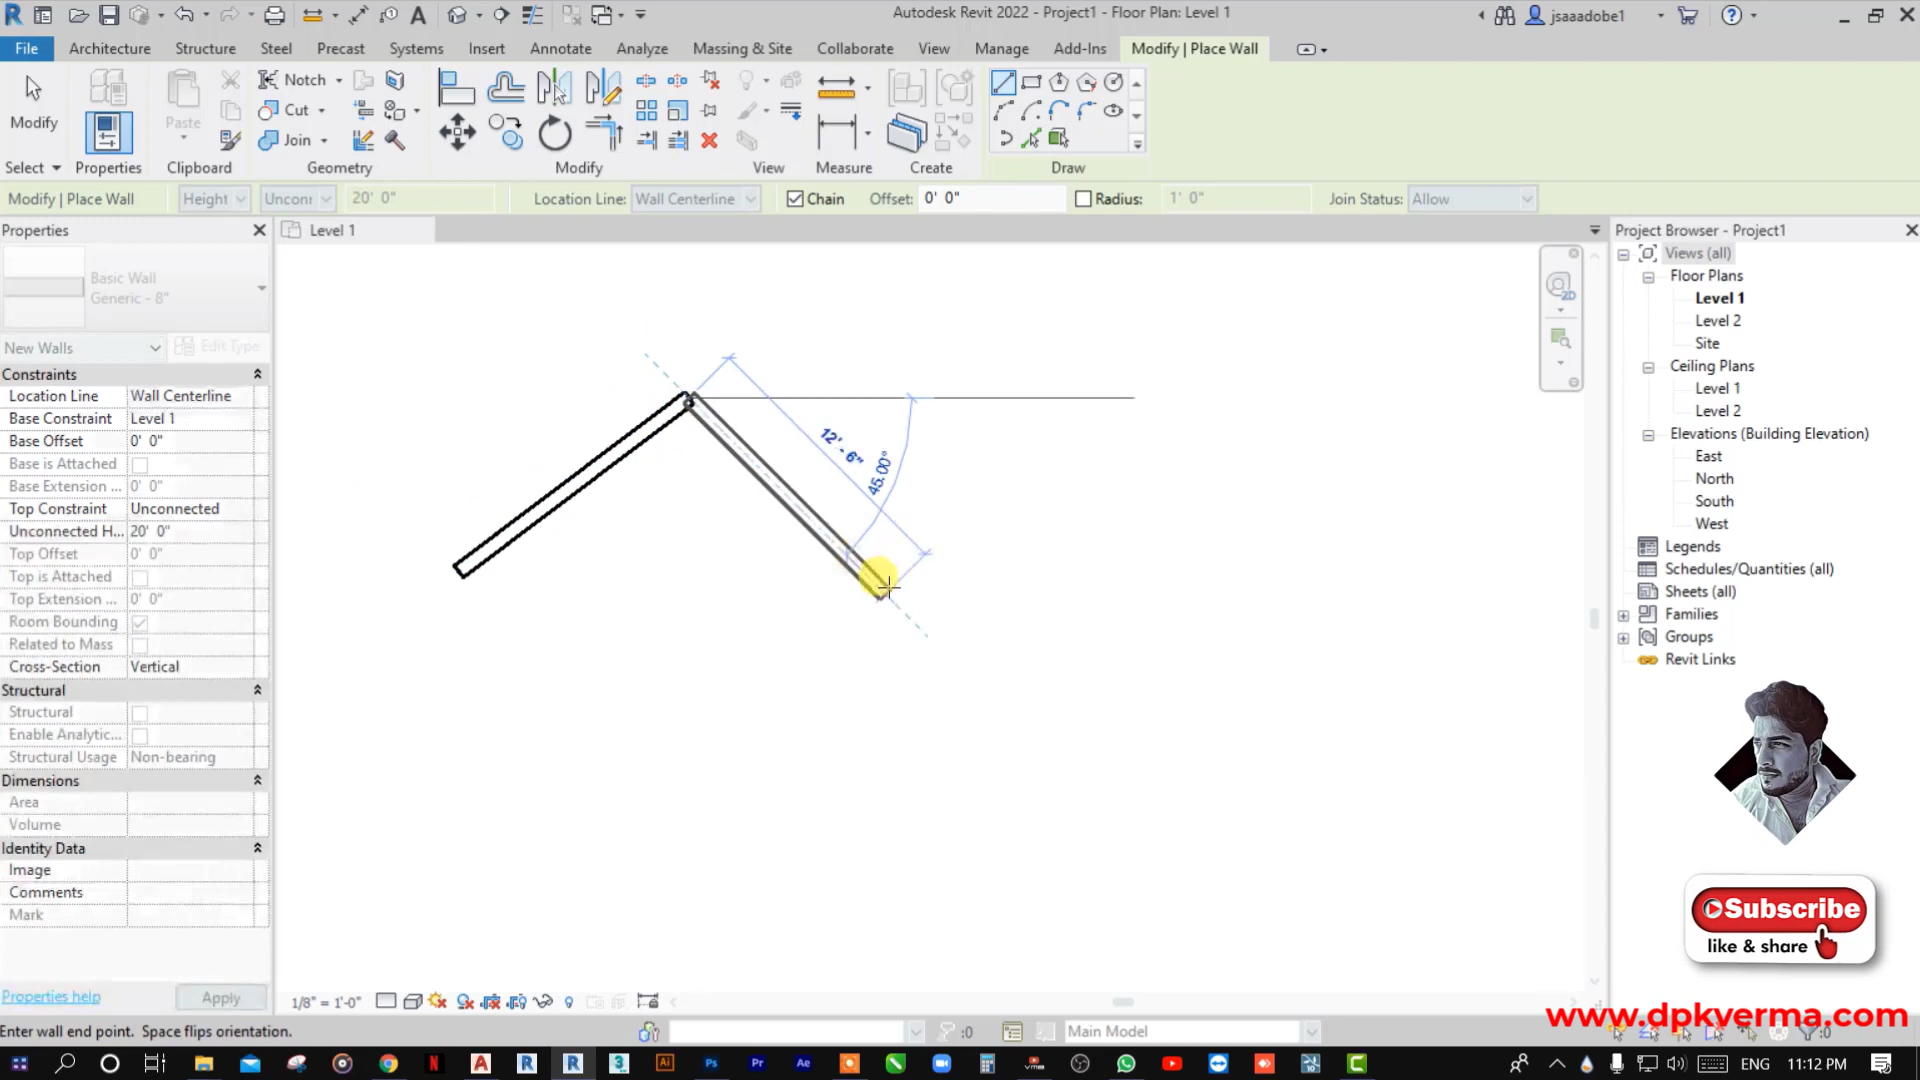 Autodesk Revit 2022 - Project1 - Floor Plan: Level 1
jsaaadobe1
File Architecture Structure Steel Precast Systems Insert Annotate Analyze Massing & Site Collaborate View Manage Add-Ins Modify | Place Wall
Modify
Properties
Paste
Notch
Cut
Join
Select Properties Clipboard Geometry Modify View Measure Create Draw
Modify | Place Wall Height Unconr 20' 0" Location Line: Wall Centerline Chain Offset: 0' 0" Radius: 1' 0" Join Status: Allow
Properties
Basic Wall
Generic - 8"
New Walls Edit Type
Constraints
Location Line Wall Centerline
Base Constraint Level 1
Base Offset 0' 0"
Base is Attached
Base Extension ... 0' 0"
Top Constraint Unconnected
Unconnected H... 20' 0"
Top Offset 0' 0"
Top is Attached
Top Extension ... 0' 0"
Room Bounding
Related to Mass
Cross-Section Vertical
Structural
Structural
Enable Analytic...
Structural Usage Non-bearing
Dimensions
Area
Volume
Identity Data
Image
Comments
Mark
Properties help Apply
Level 1
2D
12' - 6"
45.00°
1/8" = 1'-0"
Project Browser - Project1
Views (all)
Floor Plans
Level 1
Level 2
Site
Ceiling Plans
Level 1
Level 2
Elevations (Building Elevation)
East
North
South
West
Legends
Schedules/Quantities (all)
Sheets (all)
Families
Groups
Revit Links
Subscribe
like & share
www.dpkverma.com
Enter wall end point. Space flips orientation. :0 Main Model :0
ENG 11:12 PM